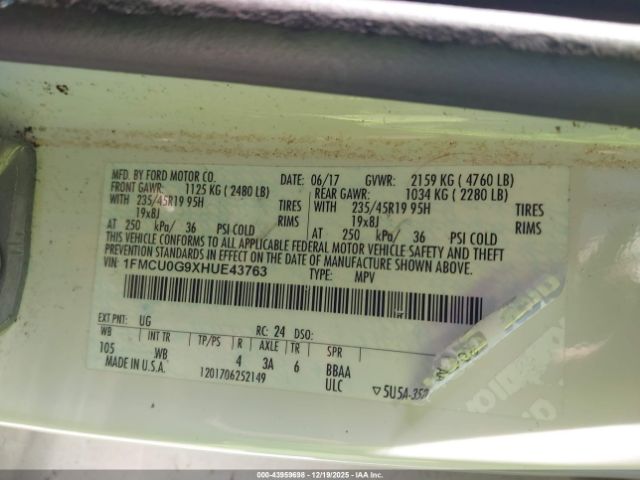 MFD. BY FORD MOTOR CO. DATE: 06/17 GVWR: 2159 KG ( 4760 LB)
FRONT GAWR: 1125 KG ( 2480 LB) REAR GAWR: 1034 KG ( 2280 LB)
WITH 235/45R19 95H TIRES WITH 235/45R19 95H TIRES
19x8J RIMS 19x8J RIMS
AT 250 kPa/ 36 PSI COLD AT 250 kPa/ 36 PSI COLD
THIS VEHICLE CONFORMS TO ALL APPLICABLE FEDERAL MOTOR VEHICLE SAFETY AND THEFT
PREVENTION STANDARDS IN EFFECT ON THE DATE OF MANUFACTURE SHOWN ABOVE.
VIN: 1FMCU0G9XHUE43763 TYPE: MPV
EXT PNT: UG RC: 24 DSO:
WB INT TR TP/PS R AXLE TR SPR
105 WB 4 3A 6 BBAA
MADE IN U.S.A. 1201706252149 ULC
000-43959698 - 12/19/2025 - IAAI, Inc.